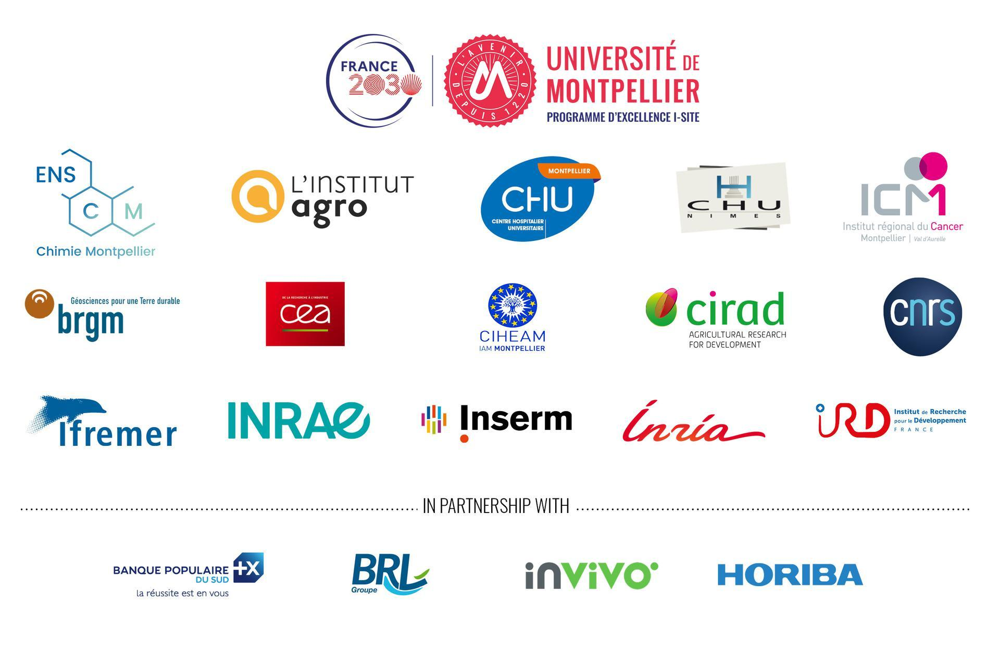 FRANCE
2030
L'AVENIR
DEPUIS 1220
UNIVERSITÉ DE
MONTPELLIER
PROGRAMME D'EXCELLENCE I-SITE
ENS
C M
Chimie Montpellier
L'INSTITUT
agro
MONTPELLIER
CHU
CENTRE HOSPITALIER
UNIVERSITAIRE
H
CHU
NIMES
ICM
Institut régional du Cancer
Montpellier | Val d'Aurelle
Géosciences pour une Terre durable
brgm
DE LA RECHERCHE À L'INDUSTRIE
cea
CIHEAM
IAM MONTPELLIER
cirad
AGRICULTURAL RESEARCH
FOR DEVELOPMENT
cnrs
Ifremer
INRAE
Inserm
Inría
iRD
Institut de Recherche
pour le Développement
FRANCE
IN PARTNERSHIP WITH
BANQUE POPULAIRE
DU SUD
+X
la réussite est en vous
BRL
Groupe
inVivo
HORIBA